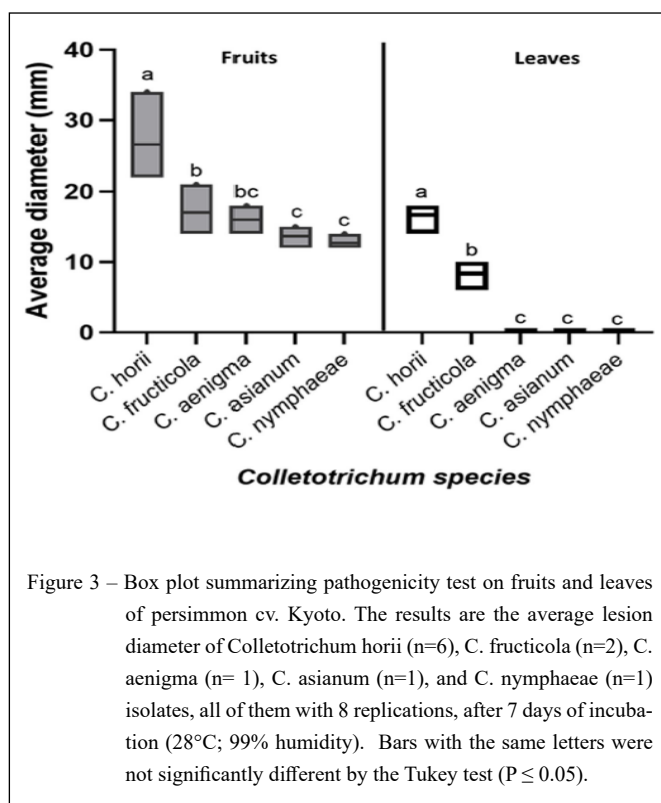 40
30
20
10
0
Average diameter (mm)
Fruits
Leaves
a
b
bc
c
c
a
b
c
c
c
C. horii
C. fructicola
C. aenigma
C. asianum
C. nymphaeae
C. horii
C. fructicola
C. aenigma
C. asianum
C. nymphaeae
Colletotrichum species
Figure 3 – Box plot summarizing pathogenicity test on fruits and leaves
of persimmon cv. Kyoto. The results are the average lesion
diameter of Colletotrichum horii (n=6), C. fructicola (n=2), C.
aenigma (n= 1), C. asianum (n=1), and C. nymphaeae (n=1)
isolates, all of them with 8 replications, after 7 days of incuba-
tion (28°C; 99% humidity).  Bars with the same letters were
not significantly different by the Tukey test (P ≤ 0.05).